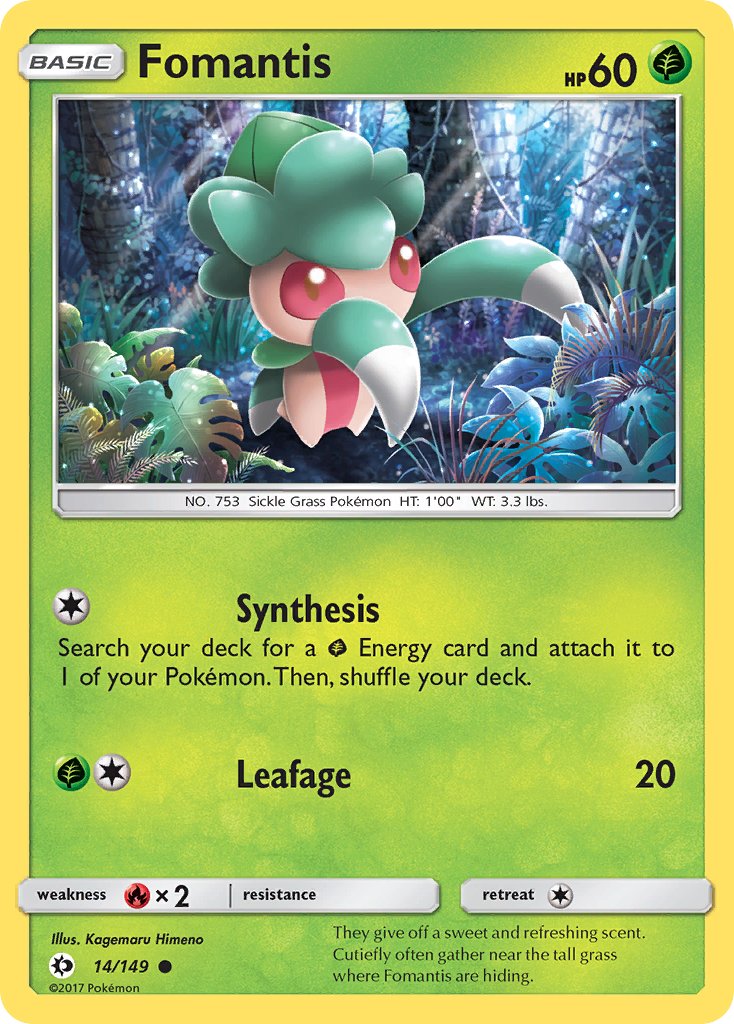 BASIC Fomantis HP60
NO. 753 Sickle Grass Pokémon HT: 1'00" WT: 3.3 lbs.
Synthesis
Search your deck for a Energy card and attach it to
1 of your Pokémon. Then, shuffle your deck.
Leafage 20
weakness × 2 resistance retreat
Illus. Kagemaru Himeno
14/149
©2017 Pokémon
They give off a sweet and refreshing scent.
Cutiefly often gather near the tall grass
where Fomantis are hiding.